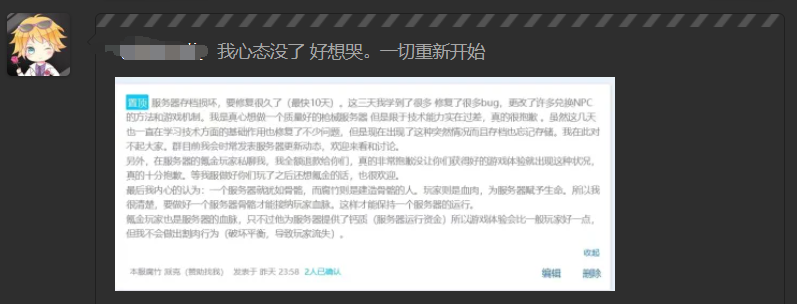 我心态没了 好想哭。一切重新开始
置顶 服务器存档损坏，要修复很久了（最快10天）。这三天我学到了很多 修复了很多bug，更改了许多兑换NPC
的方法和游戏机制。我是真心想做一个质量好的枪械服务器 但是限于技术能力实在过差，真的很抱歉 。虽然这几天
也一直在学习技术方面的基础作用也修复了不少问题，但是现在出现了这种突然情况而且存档也忘记存储。我在此对
不起大家。群目前我会时常发表服务器更新动态，欢迎来看和讨论。
另外，在服务器的氪金玩家私聊我，我全额退款给你们，真的非常抱歉没让你们获得好的游戏体验就出现这种状况，
真的十分抱歉。等我服做好你们玩了之后还想氪金的话，也很欢迎。
最后我内心的认为：一个服务器就犹如骨骼，而腐竹则是建造骨骼的人。玩家则是血肉，为服务器赋予生命。所以我
很清楚，要做好一个服务器骨骼才能接纳玩家血脉。这样才能保持一个服务器的运行。
氪金玩家也是服务器的血脉，只不过他为服务器提供了钙质（服务器运行资金）所以游戏体验会比一般玩家好一点，
但我不会做出割肉行为（破坏平衡，导致玩家流失）。
收起
本服腐竹 派克（赞助找我） 发表于 昨天 23:58 2人已确认
编辑 删除